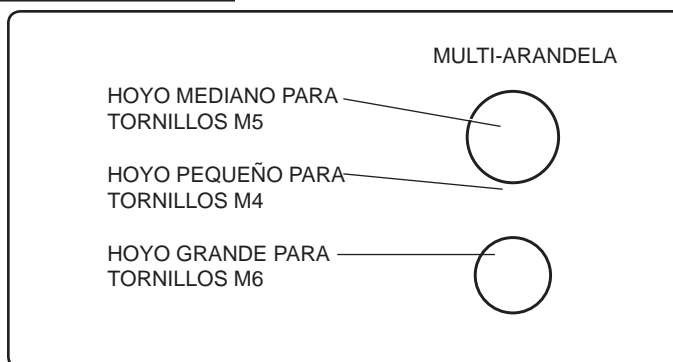 MULTI-ARANDELA
HOYO MEDIANO PARA
TORNILLOS M5
HOYO PEQUEÑO PARA
TORNILLOS M4
HOYO GRANDE PARA
TORNILLOS M6